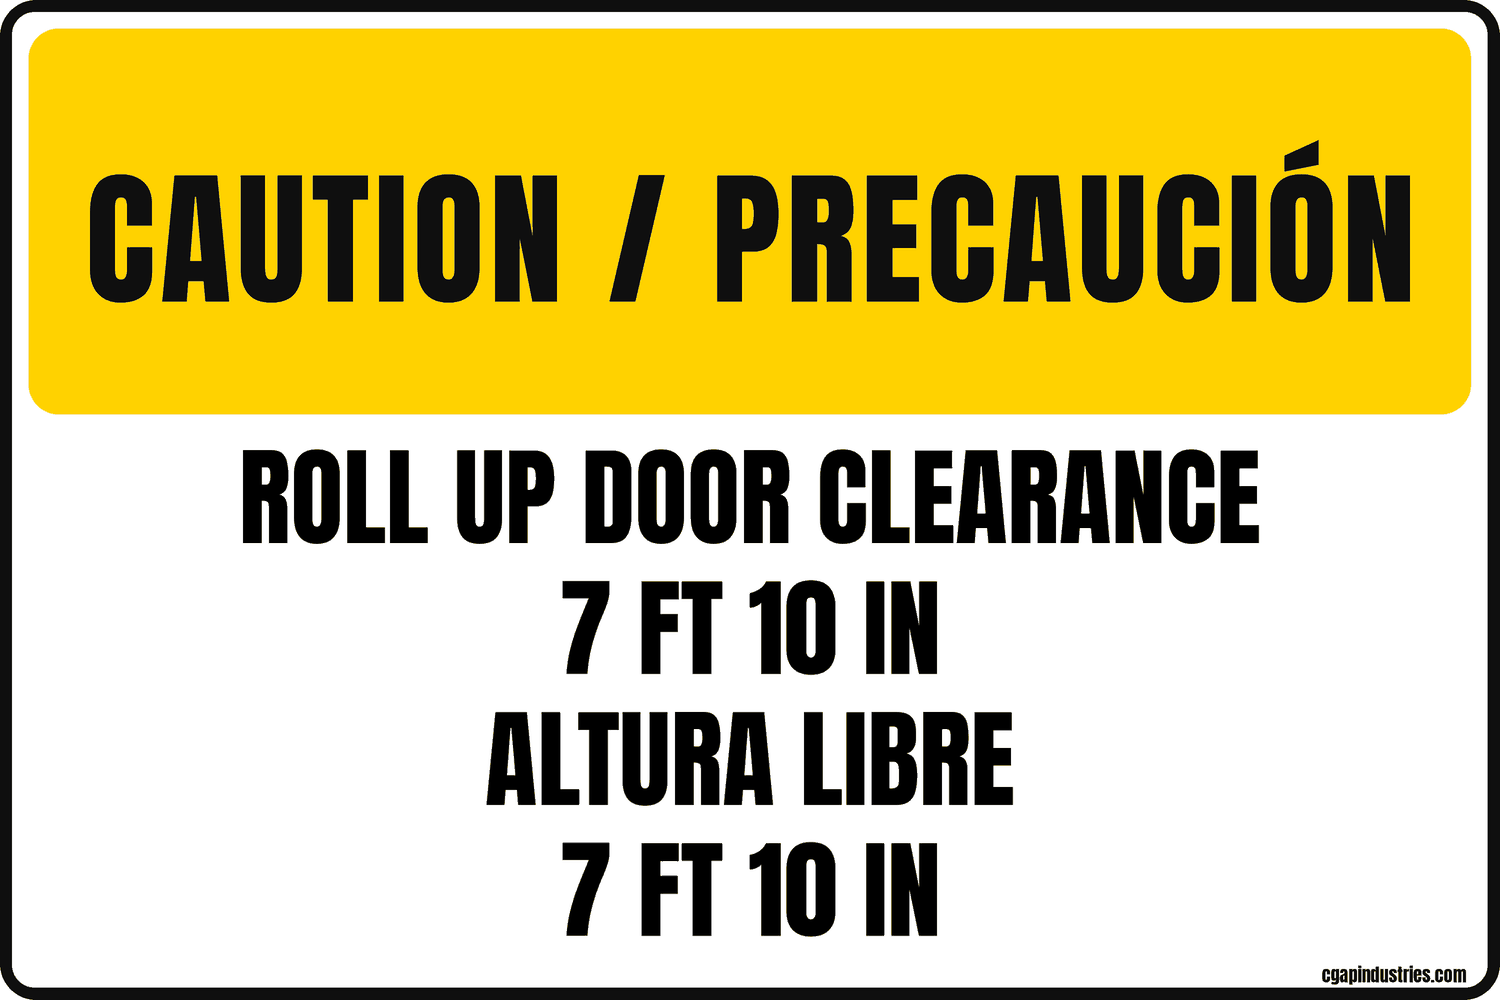 CAUTION / PRECAUCIÓN
ROLL UP DOOR CLEARANCE
7 FT 10 IN
ALTURA LIBRE
7 FT 10 IN
cgapindustries.com